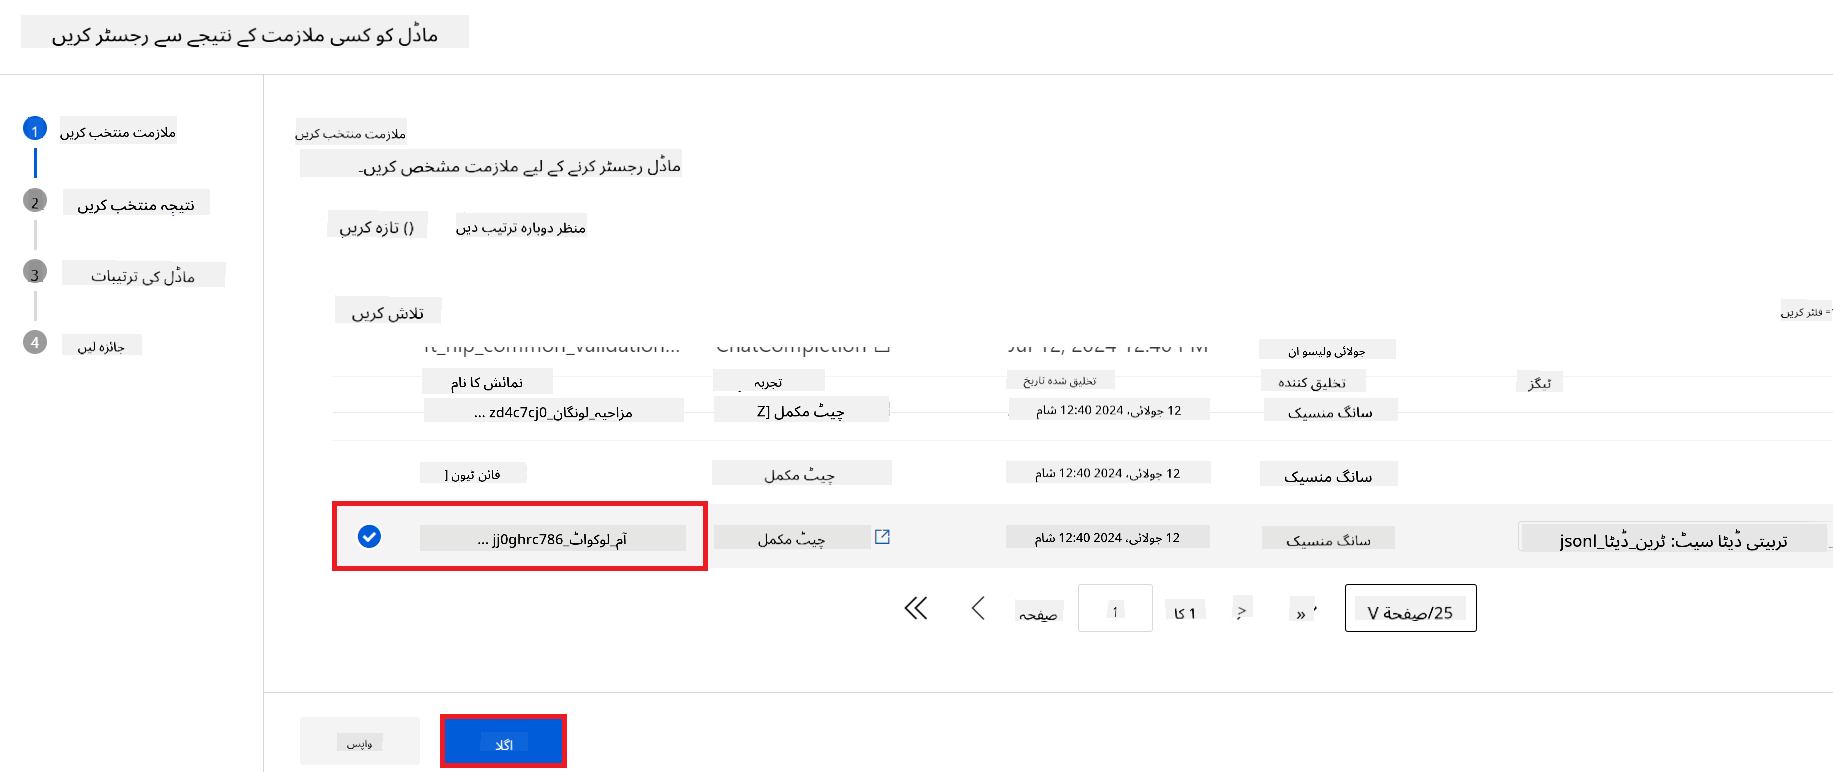 ماڈل کو کسی ملازمت کے نتیجے سے رجسٹر کریں
1 ملازمت منتخب کریں
2 نتیجہ منتخب کریں
3 ماڈل کی ترتیبات
4 جائزہ لیں
ملازمت منتخب کریں
ماڈل رجسٹر کرنے کے لیے ملازمت مشخص کریں۔
() تازہ کریں منظر دوبارہ ترتیب دیں
تلاش کریں
= فلٹر کریں
ft_nlp_common_validation... ChatCompletion Jul 12, 2024 12:40 PM جولائی ولیسو ان
نمائش کا نام تجربہ تخلیق شدہ تاریخ تخلیق کنندہ ٹیگز
مزاحیہ_لونگان_zd4c7cj0 ... چیٹ مکمل [Z 12 جولائی، 2024 12:40 شام سانگ منسیک
فائن ٹیون [ چیٹ مکمل 12 جولائی، 2024 12:40 شام سانگ منسیک
آم_لوکواٹ_jj0ghrc786 ... چیٹ مکمل 12 جولائی، 2024 12:40 شام سانگ منسیک تربیتی ڈیٹا سیٹ: ٹرین_ڈیٹا_jsonl
صفحہ 1 1 کا > » 25/صفحة V
واپس اگلا